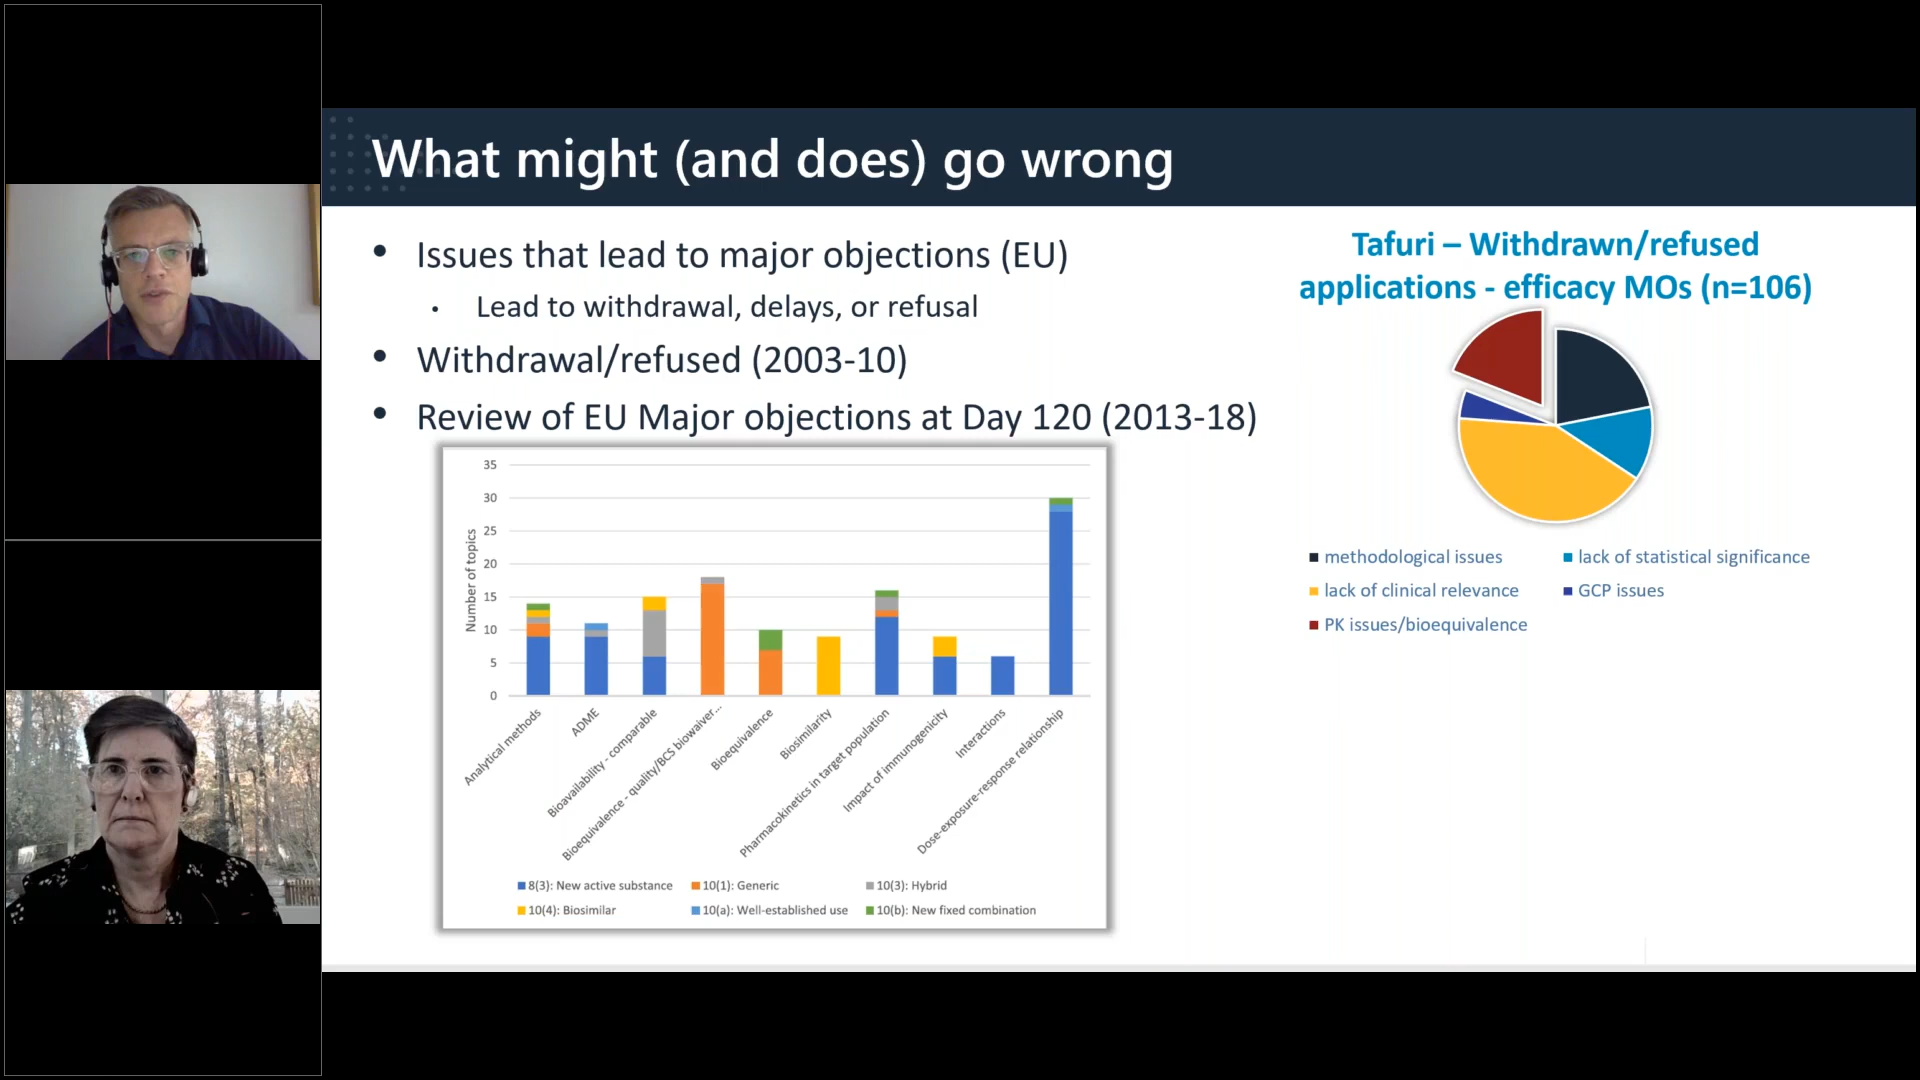 What might (and does) go wrong
• Issues that lead to major objections (EU)
• Lead to withdrawal, delays, or refusal
• Withdrawal/refused (2003-10)
• Review of EU Major objections at Day 120 (2013-18)
Tafuri – Withdrawn/refused
applications - efficacy MOs (n=106)
methodological issues
lack of statistical significance
lack of clinical relevance
GCP issues
PK issues/bioequivalence
Number of topics
35
30
25
20
15
10
5
0
Analytical methods
ADME
Bioavailability - comparable
Bioequivalence - quality/BCS biowaiver...
Bioequivalence
Biosimilarity
Pharmacokinetics in target population
Impact of immunogenicity
Interactions
Dose-exposure-response relationship
8(3): New active substance
10(1): Generic
10(3): Hybrid
10(4): Biosimilar
10(a): Well-established use
10(b): New fixed combination